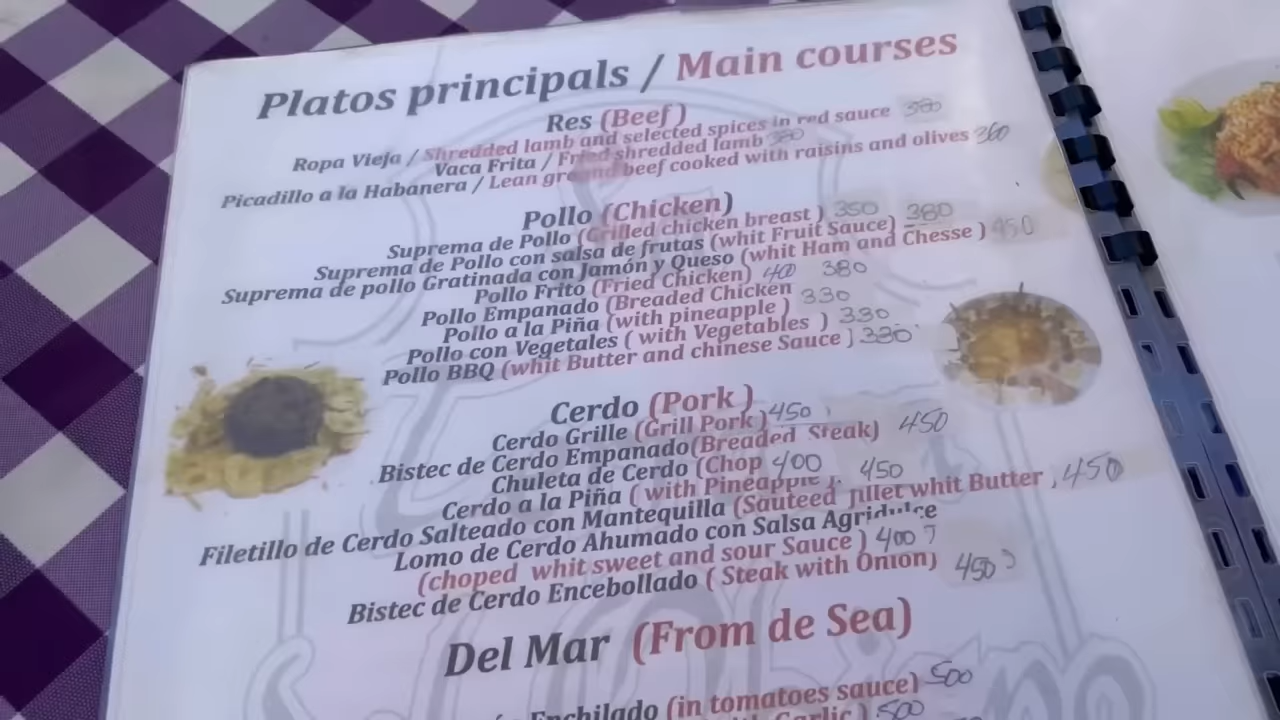 Platos principals / Main courses
Res (Beef)
Ropa Vieja / Shredded lamb and selected spices in red sauce 380
Vaca Frita / Fried shredded lamb 380
Picadillo a la Habanera / Lean ground beef cooked with raisins and olives 360
Pollo (Chicken)
Suprema de Pollo (Grilled chicken breast ) 350
Suprema de Pollo con salsa de frutas (whit Fruit Sauce) 380
Suprema de pollo Gratinada con Jamón y Queso (whit Ham and Chesse ) 450
Pollo Frito (Fried Chicken) 400
Pollo Empanado (Breaded Chicken 380
Pollo a la Piña (with pineapple ) 330
Pollo con Vegetales ( with Vegetables ) 330
Pollo BBQ (whit Butter and chinese Sauce ) 330
Cerdo (Pork )
Cerdo Grille (Grill Pork ) 450
Bistec de Cerdo Empanado(Breaded Steak) 450
Chuleta de Cerdo (Chop 400
Cerdo a la Piña ( with Pineapple ). 450
Filetillo de Cerdo Salteado con Mantequilla (Sauteed fillet whit Butter , 450
Lomo de Cerdo Ahumado con Salsa Agridulce
(choped whit sweet and sour Sauce ) 400
Bistec de Cerdo Encebollado ( Steak with Onion) 450
Del Mar (From de Sea)
Enchilado (in tomatoes sauce) 500
Garlic ) 500